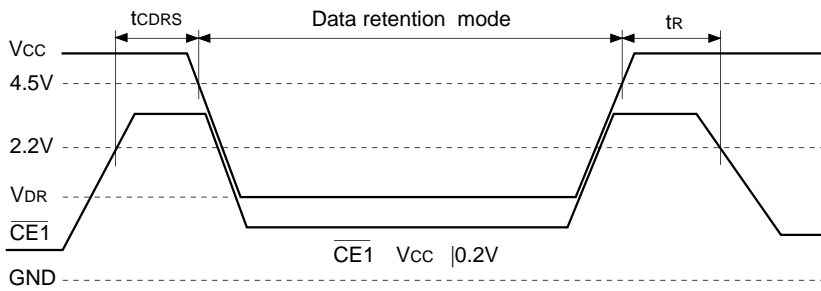 tCDRS Data retention mode tR
VCC
4.5V
2.2V
VDR
CE1
CE1 VCC |0.2V
GND